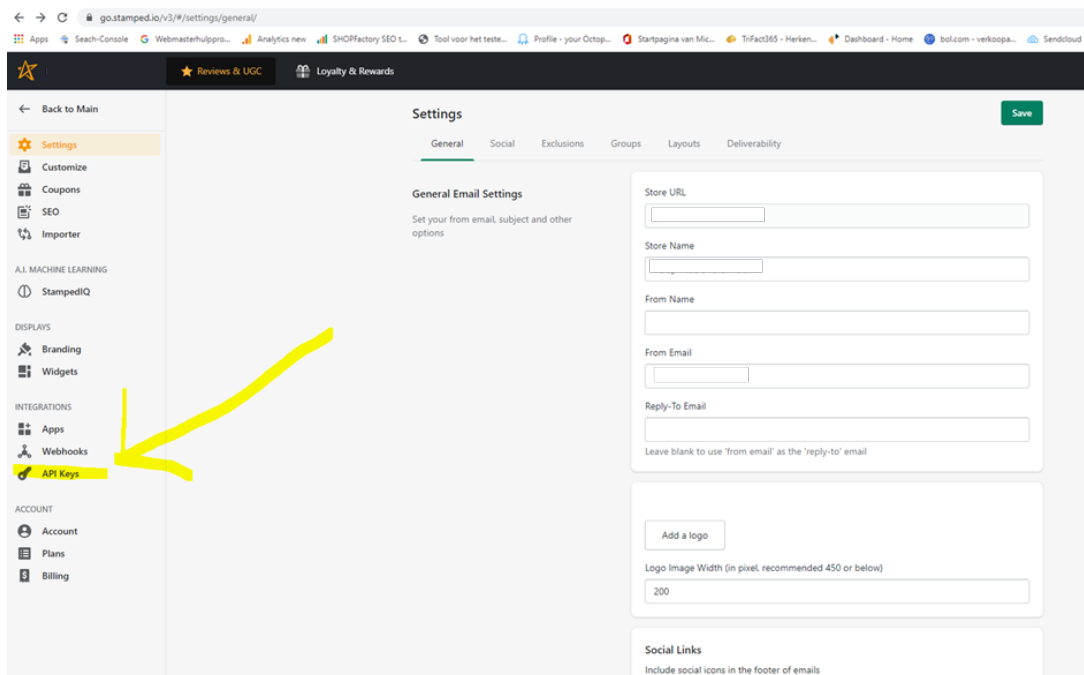 go.stamped.io/v3/#/settings/general/
Apps Seach-Console Webmasterhulppro... Analytics new SHOPFactory SEO t... Tool voor het teste... Profile - your Octop... Startpagina van Mic... TriFact365 - Herken... Dashboard - Home bol.com - verkoopa... Sendcloud
Reviews & UGC Loyalty & Rewards
Back to Main
Settings
Customize
Coupons
SEO
Importer
A.I. MACHINE LEARNING
StampedIQ
DISPLAYS
Branding
Widgets
INTEGRATIONS
Apps
Webhooks
API Keys
ACCOUNT
Account
Plans
Billing
Settings
Save
General Social Exclusions Groups Layouts Deliverability
General Email Settings
Set your from email, subject and other
options
Store URL
Store Name
From Name
From Email
Reply-To Email
Leave blank to use 'from email' as the 'reply-to' email
Add a logo
Logo Image Width (in pixel, recommended 450 or below)
200
Social Links
Include social icons in the footer of emails